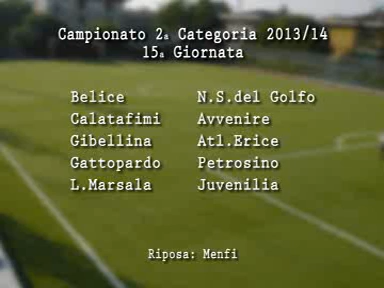 Campionato 2a Categoria 2013/14
15a Giornata
Belice N.S.del Golfo
Calatafimi Avvenire
Gibellina Atl.Erice
Gattopardo Petrosino
L.Marsala Juvenilia
Riposa: Menfi